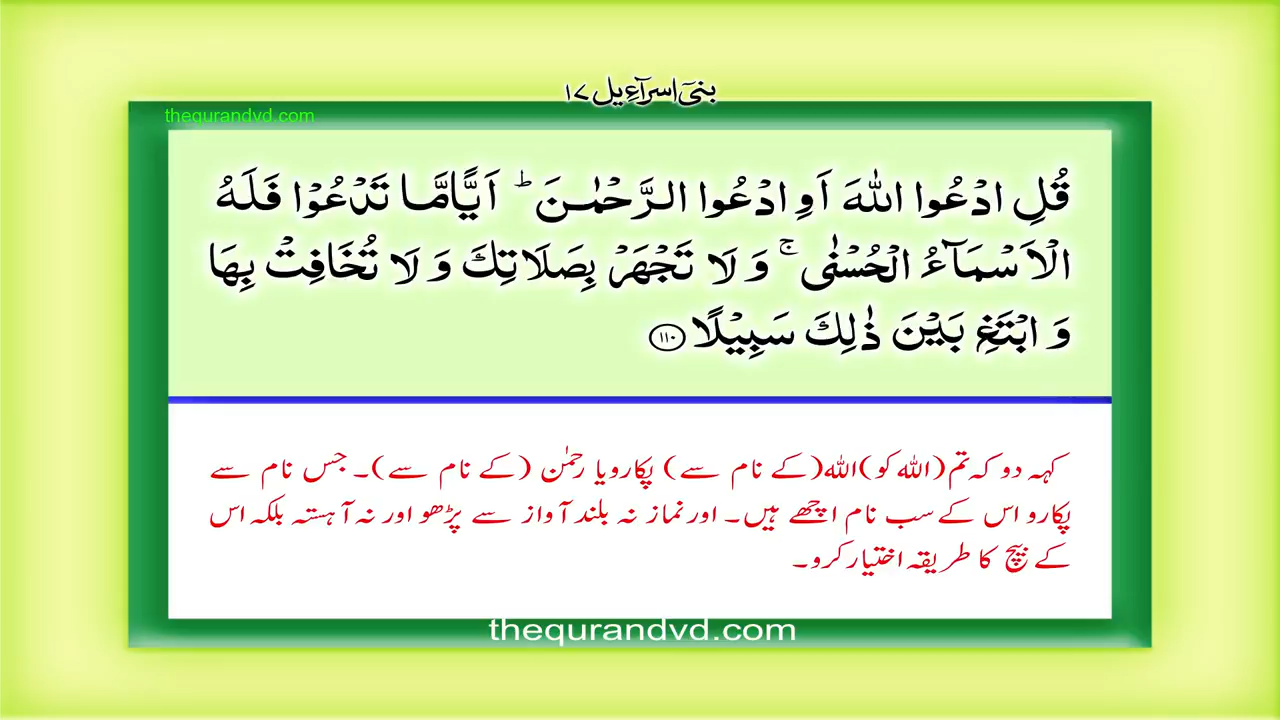 بنیٓ اسرآءیل ۱۷
thequrandvd.com
قُلِ ادْعُوا اللّٰهَ اَوِ ادْعُوا الرَّحْمٰنَ ؕ اَيًّامَّا تَدْعُوْا فَلَهُ
الْاَسْمَآءُ الْحُسْنٰى ۚ وَلَا تَجْهَرْ بِصَلَاتِكَ وَلَا تُخَافِتْ بِهَا
وَابْتَغِ بَيْنَ ذٰلِكَ سَبِيْلًا ۝۱۱۰
کہہ دو کہ تم (اللہ کو) اللہ (کے نام سے) پکارو یا رحمٰن (کے نام سے)۔ جس نام سے
پکارو اس کے سب نام اچھے ہیں۔ اور نماز نہ بلند آواز سے پڑھو اور نہ آہستہ بلکہ اس
کے بیچ کا طریقہ اختیار کرو۔
thequrandvd.com